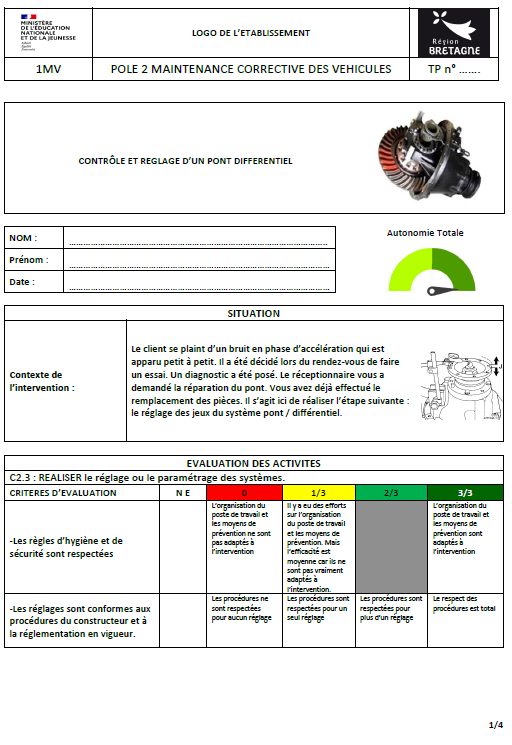 MINISTÈRE
DE L'ÉDUCATION
NATIONALE
ET DE LA JEUNESSE
Liberté
Égalité
Fraternité
LOGO DE L'ETABLISSEMENT
Région
BRETAGNE
1MV
POLE 2 MAINTENANCE CORRECTIVE DES VEHICULES
TP n° …….
CONTRÔLE ET REGLAGE D'UN PONT DIFFERENTIEL
NOM :
Prénom :
Date :
Autonomie Totale
SITUATION
Contexte de
l'intervention :
Le client se plaint d'un bruit en phase d'accélération qui est
apparu petit à petit. Il a été décidé lors du rendez-vous de faire
un essai. Un diagnostic a été posé. Le réceptionnaire vous a
demandé la réparation du pont. Vous avez déjà effectué le
remplacement des pièces. Il s'agit ici de réaliser l'étape suivante :
le réglage des jeux du système pont / différentiel.
EVALUATION DES ACTIVITES
C2.3 : REALISER le réglage ou le paramétrage des systèmes.
CRITERES D'EVALUATION
N E
0
1/3
2/3
3/3
-Les règles d'hygiène et de
sécurité sont respectées
L'organisation du
poste de travail et
les moyens de
prévention ne sont
pas adaptés à
l'intervention
Il y a eu des efforts
sur l'organisation
du poste de travail
et les moyens de
prévention. Mais
l'efficacité est
moyenne car ils ne
sont pas vraiment
adaptés à
l'intervention.
L'organisation du
poste de travail et
les moyens de
prévention sont
adaptés à
l'intervention
-Les réglages sont conformes aux
procédures du constructeur et à
la réglementation en vigueur.
Les procédures ne
sont respectées
pour aucun réglage
Les procédures sont
respectées pour un
seul réglage
Les procédures sont
respectées pour
plus d'un réglage
Le respect des
procédures est total
1/4